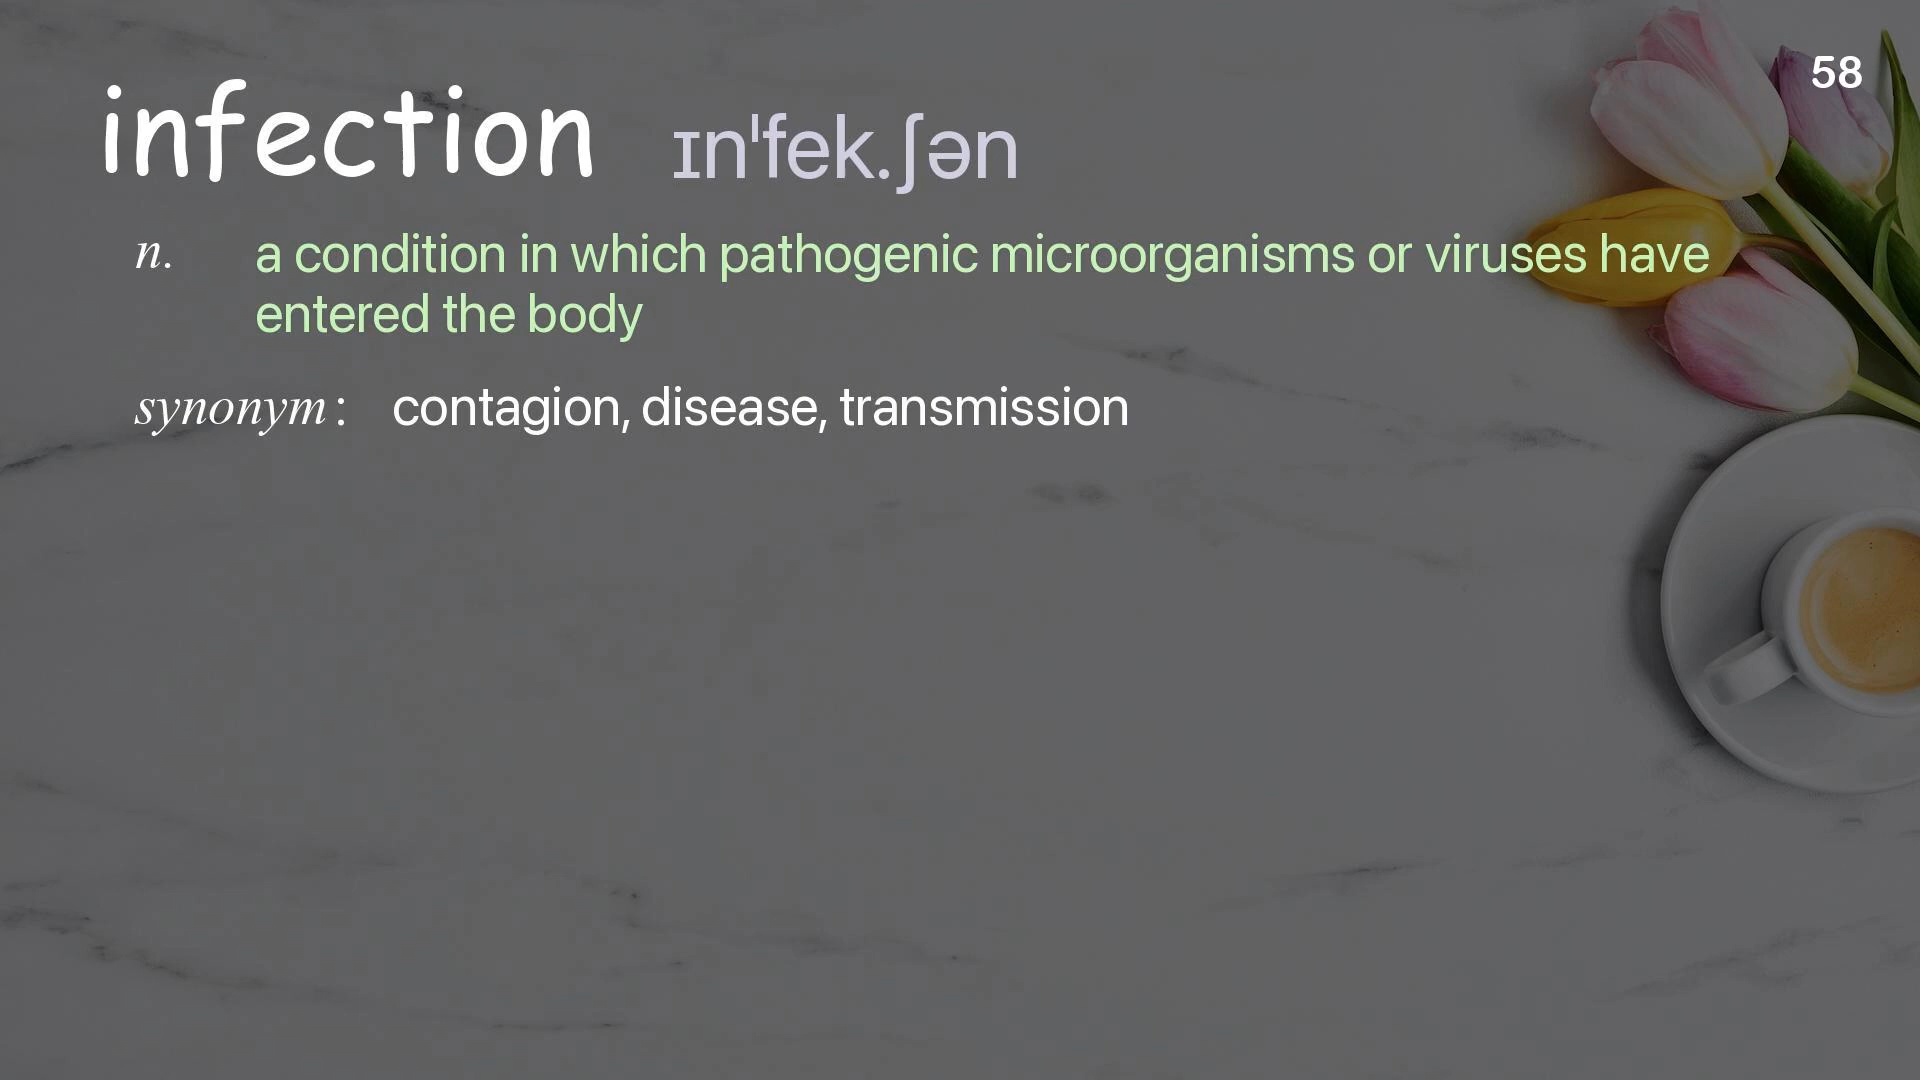 58
infection ɪnˈfek.ʃən
n. a condition in which pathogenic microorganisms or viruses have
entered the body
synonym: contagion, disease, transmission